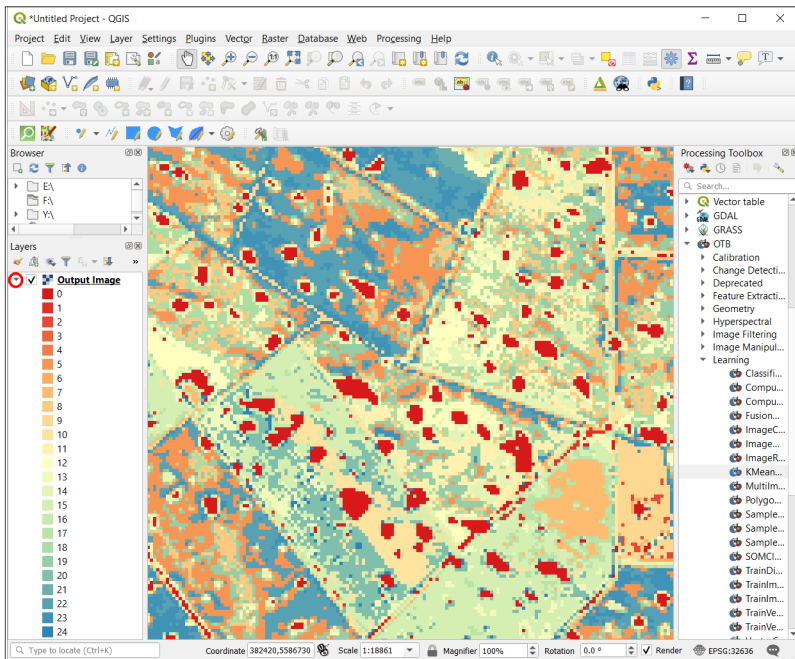 *Untitled Project - QGIS
Project Edit View Layer Settings Plugins Vector Raster Database Web Processing Help
Browser
E:\
F:\
Y:\
Layers
Output Image
0
1
2
3
4
5
6
7
8
9
10
11
12
13
14
15
16
17
18
19
20
21
22
23
24
Processing Toolbox
Search...
Vector table
GDAL
GRASS
OTB
Calibration
Change Detecti...
Deprecated
Feature Extracti...
Geometry
Hyperspectral
Image Filtering
Image Manipul...
Learning
Classifi...
Compu...
Compu...
Fusion...
ImageC...
Image...
ImageR...
KMean...
MultiIm...
Polygo...
Sample...
Sample...
Sample...
SOMCl...
TrainDi...
TrainIm...
TrainIm...
TrainVe...
TrainVe...
Type to locate (Ctrl+K) Coordinate 382420,5586730 Scale 1:18861 Magnifier 100% Rotation 0.0 ° Render EPSG:32636